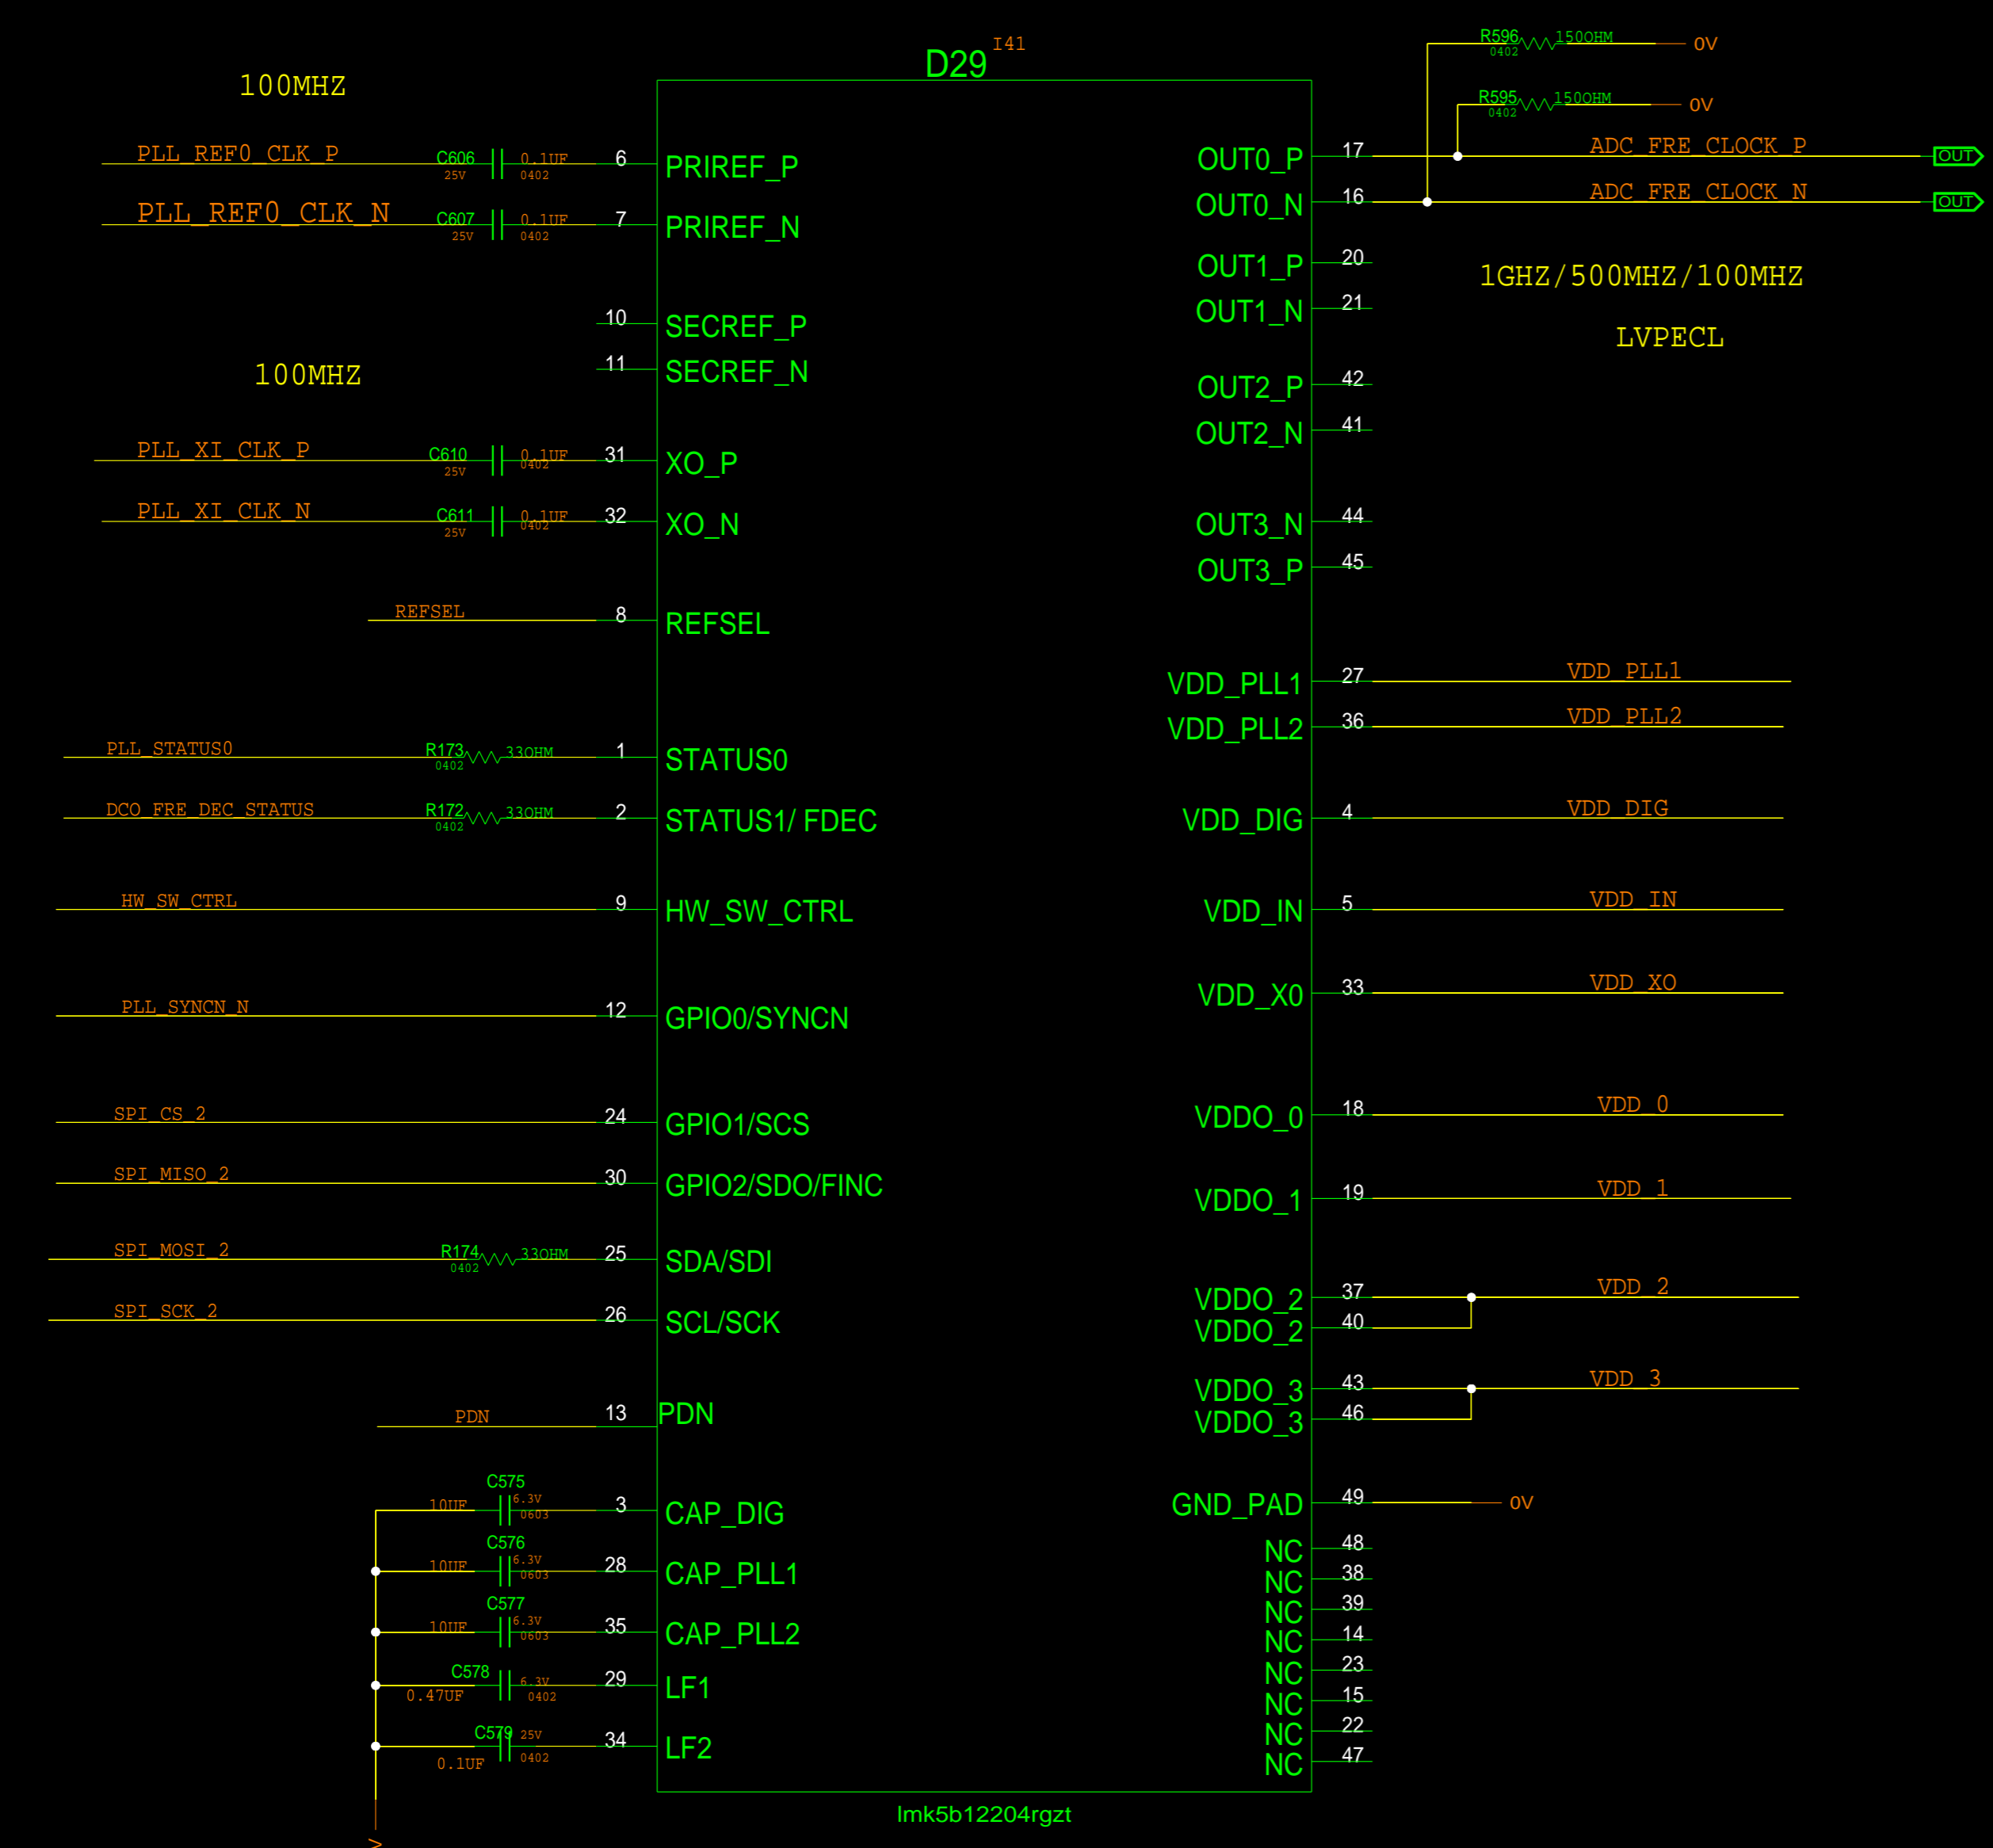 I41
D29
100MHZ
PLL_REF0_CLK_P C606 25V 0.1UF 0402 6 PRIREF_P
PLL_REF0_CLK_N C607 25V 0.1UF 0402 7 PRIREF_N
10 SECREF_P
11 SECREF_N
100MHZ
PLL_XI_CLK_P C610 25V 0.1UF 0402 31 XO_P
PLL_XI_CLK_N C611 25V 0.1UF 0402 32 XO_N
REFSEL 8 REFSEL
PLL_STATUS0 R173 0402 33OHM 1 STATUS0
DCO_FRE_DEC_STATUS R172 0402 33OHM 2 STATUS1/ FDEC
HW_SW_CTRL 9 HW_SW_CTRL
PLL_SYNCN_N 12 GPIO0/SYNCN
SPI_CS_2 24 GPIO1/SCS
SPI_MISO_2 30 GPIO2/SDO/FINC
SPI_MOSI_2 R174 0402 33OHM 25 SDA/SDI
SPI_SCK_2 26 SCL/SCK
PDN 13 PDN
10UF C575 6.3V 0603 3 CAP_DIG
10UF C576 6.3V 0603 28 CAP_PLL1
10UF C577 6.3V 0603 35 CAP_PLL2
0.47UF C578 6.3V 0402 29 LF1
0.1UF C579 25V 0402 34 LF2
R596 0402 150OHM 0V
R595 0402 150OHM 0V
OUT0_P 17 ADC_FRE_CLOCK_P OUT
OUT0_N 16 ADC_FRE_CLOCK_N OUT
OUT1_P 20
1GHZ/500MHZ/100MHZ
OUT1_N 21
LVPECL
OUT2_P 42
OUT2_N 41
OUT3_N 44
OUT3_P 45
VDD_PLL1 27 VDD_PLL1
VDD_PLL2 36 VDD_PLL2
VDD_DIG 4 VDD_DIG
VDD_IN 5 VDD_IN
VDD_X0 33 VDD_XO
VDDO_0 18 VDD_0
VDDO_1 19 VDD_1
VDDO_2 37 VDD_2
VDDO_2 40
VDDO_3 43 VDD_3
VDDO_3 46
GND_PAD 49 0V
NC 48
NC 38
NC 39
NC 14
NC 23
NC 15
NC 22
NC 47
lmk5b12204rgzt